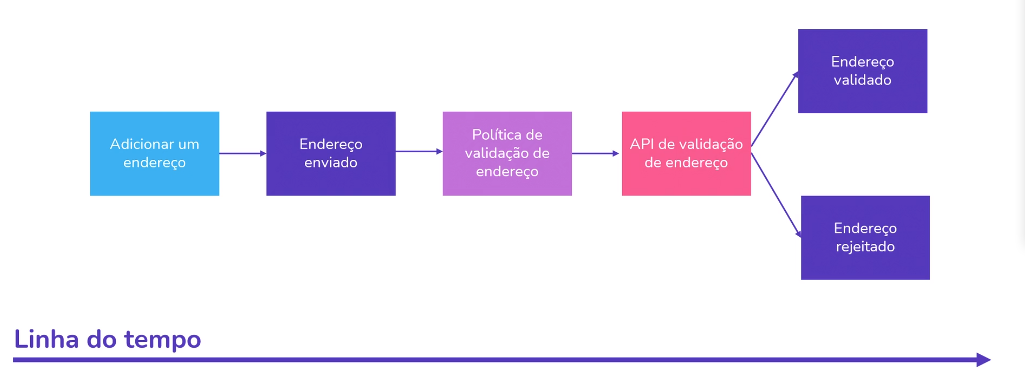 Adicionar um
endereço
Endereço
enviado
Política de
validação de
endereço
API de validação
de endereço
Endereço
validado
Endereço
rejeitado
Linha do tempo